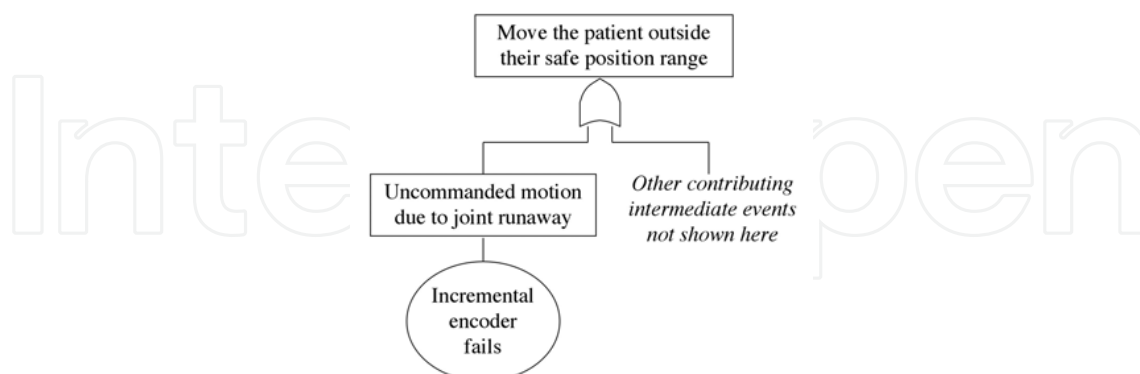 Move the patient outside
their safe position range
Uncommanded motion
due to joint runaway
Other contributing
intermediate events
not shown here
Incremental
encoder
fails